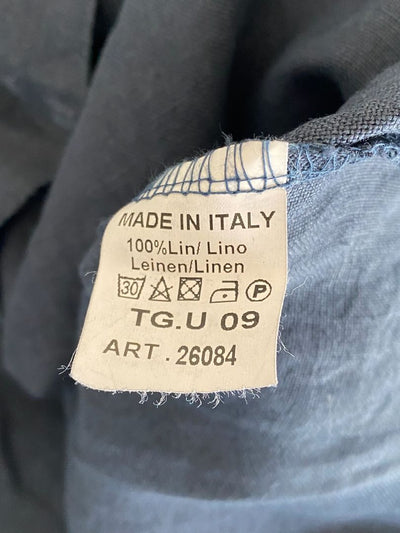 MADE IN ITALY
100%Lin/ Lino
Leinen/Linen
30 P
TG.U 09
ART . 26084